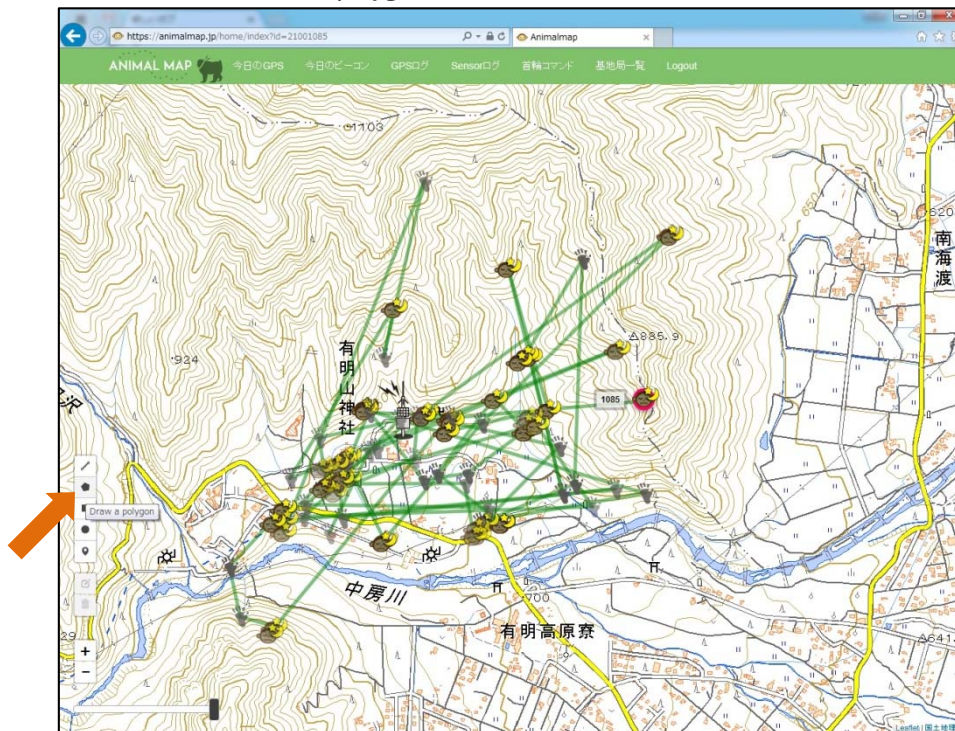 https://animalmap.jp/home/index?id=21001085
Animalmap
ANIMAL MAP
今日のGPS
今日のビーコン
GPSログ
Sensorログ
首輪コマンド
基地局一覧
Logout
1103
620
南海渡
835.9
924
有明山神社
1085
Draw a polygon
中房川
700
有明高原寮
641
+
−
Leaflet | 国土地理